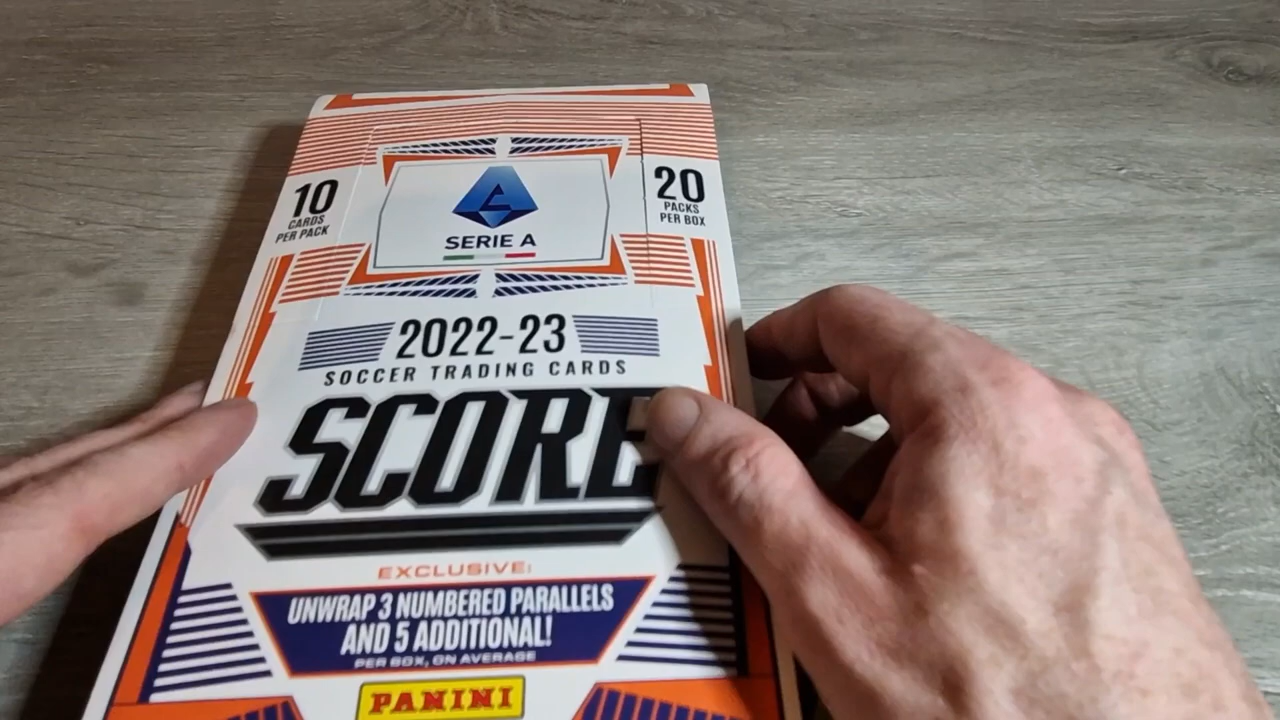 10
CARDS
PER PACK
SERIE A
20
PACKS
PER BOX
2022-23
SOCCER TRADING CARDS
SCORE
EXCLUSIVE:
UNWRAP 3 NUMBERED PARALLELS
AND 5 ADDITIONAL!
PER BOX, ON AVERAGE
PANINI